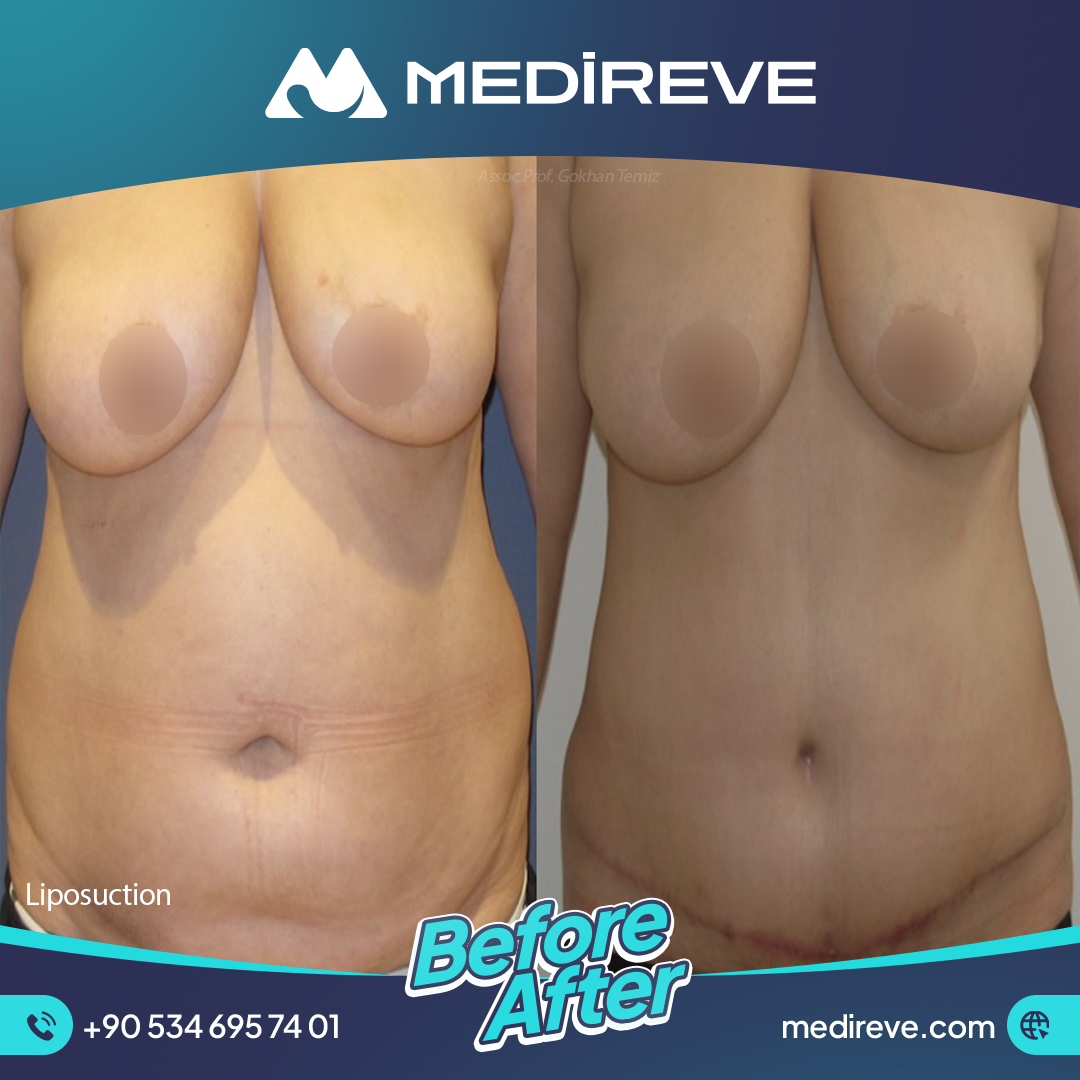 MEDİREVE
Assoc.Prof. Gokhan Temiz
Liposuction
Before
After
+90 534 695 74 01
medireve.com